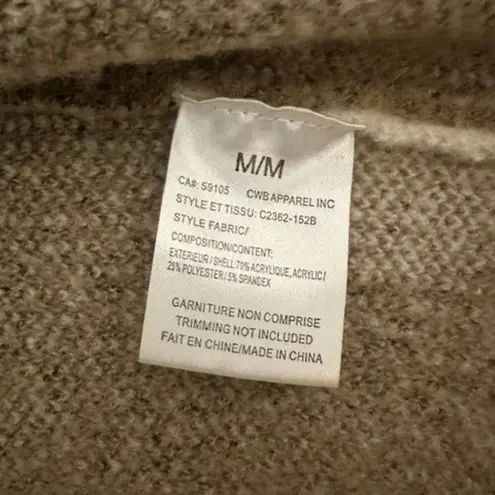 M/M
CA#: 59105 CWB APPAREL INC
STYLE ET TISSU: C2362-152B
STYLE FABRIC/
COMPOSITION/CONTENT:
EXTERIEUR/SHELL:70% ACRYLIQUE, ACRYLIC/
25% POLYESTER/5% SPANDEX
GARNITURE NON COMPRISE
TRIMMING NOT INCLUDED
FAIT EN CHINE/MADE IN CHINA